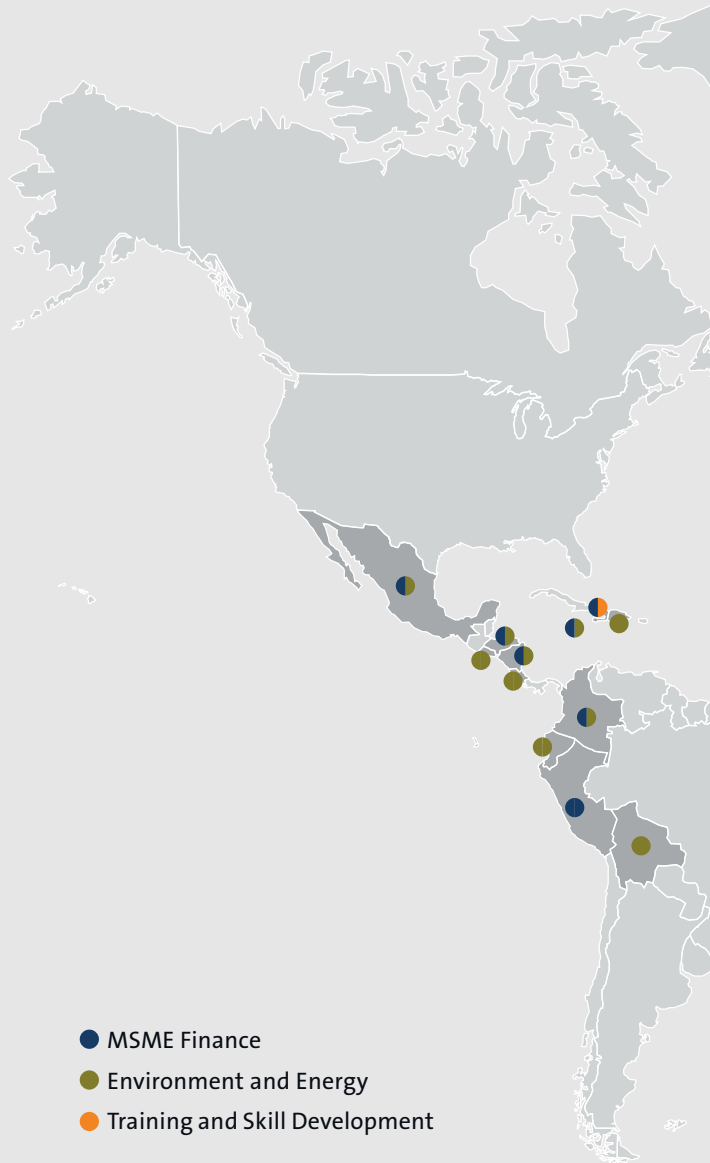 MSME Finance
Environment and Energy
Training and Skill Development